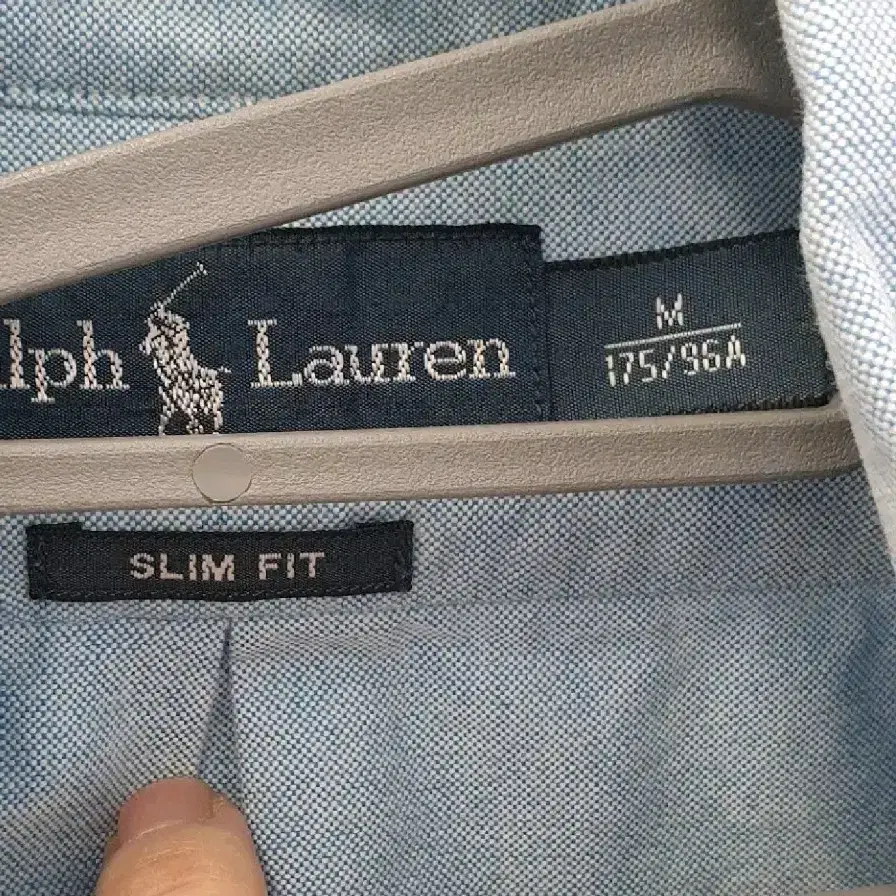 lph Lauren
M
175/96A
SLIM FIT